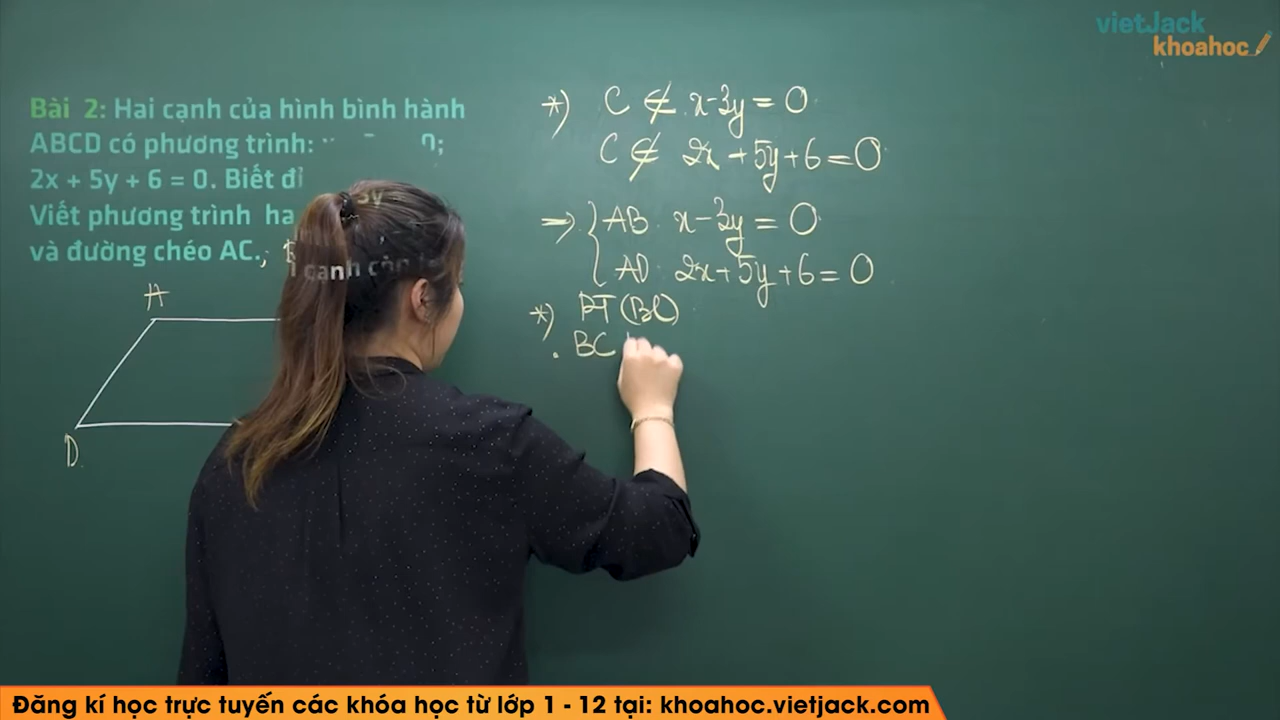 vietJack
khoahoc
Bài 2: Hai cạnh của hình bình hành
ABCD có phương trình:
2x + 5y + 6 = 0. Biết
Viết phương trình
và đường chéo AC.,
*) C ∉ x-3y = 0
C ∉ 2x + 5y + 6 = 0
=> { AB: x-3y = 0
AD: 2x + 5y + 6 = 0
*) PT (BC)
. BC
A
D
Đăng kí học trực tuyến các khóa học từ lớp 1 - 12 tại: khoahoc.vietjack.com